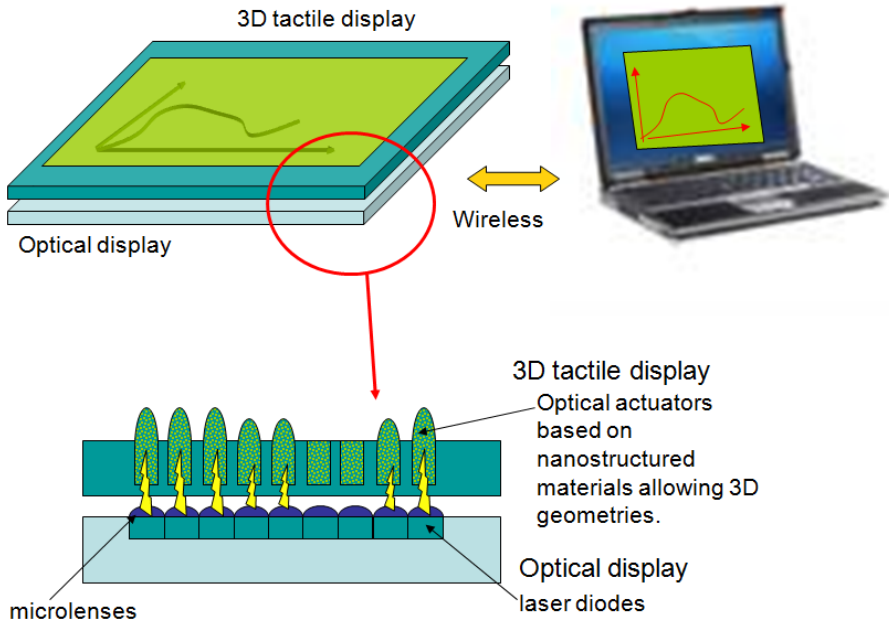 3D tactile display
Wireless
Optical display
3D tactile display
Optical actuators
based on
nanostructured
materials allowing 3D
geometries.
Optical display
laser diodes
microlenses